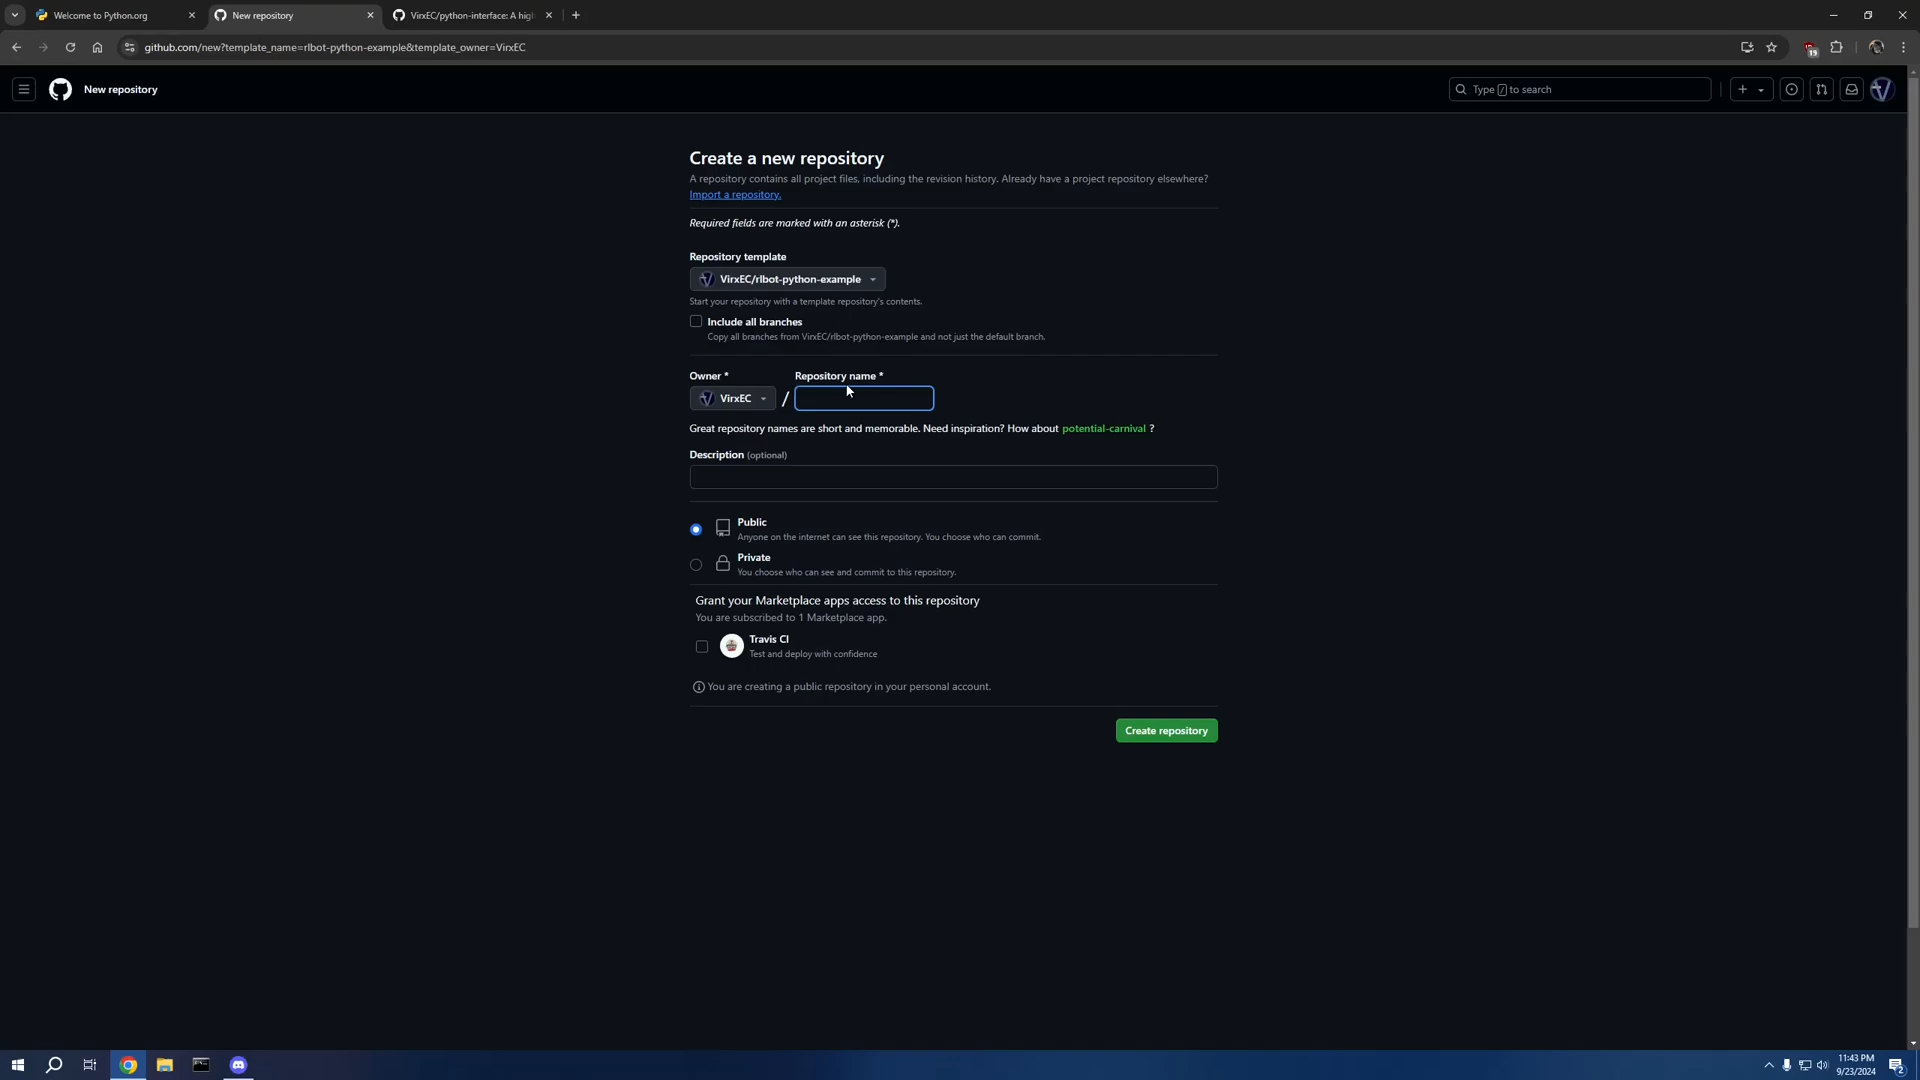 Welcome to Python.org
New repository
VirxEC/python-interface: A hig
github.com/new?template_name=rlbot-python-example&template_owner=VirxEC
19
New repository
Type / to search
Create a new repository
A repository contains all project files, including the revision history. Already have a project repository elsewhere?
Import a repository.
Required fields are marked with an asterisk (*).
Repository template
VirxEC/rlbot-python-example
Start your repository with a template repository's contents.
Include all branches
Copy all branches from VirxEC/rlbot-python-example and not just the default branch.
Owner * Repository name *
VirxEC /
Great repository names are short and memorable. Need inspiration? How about potential-carnival ?
Description (optional)
Public
Anyone on the internet can see this repository. You choose who can commit.
Private
You choose who can see and commit to this repository.
Grant your Marketplace apps access to this repository
You are subscribed to 1 Marketplace app.
Travis CI
Test and deploy with confidence
You are creating a public repository in your personal account.
Create repository
11:43 PM
9/23/2024
2